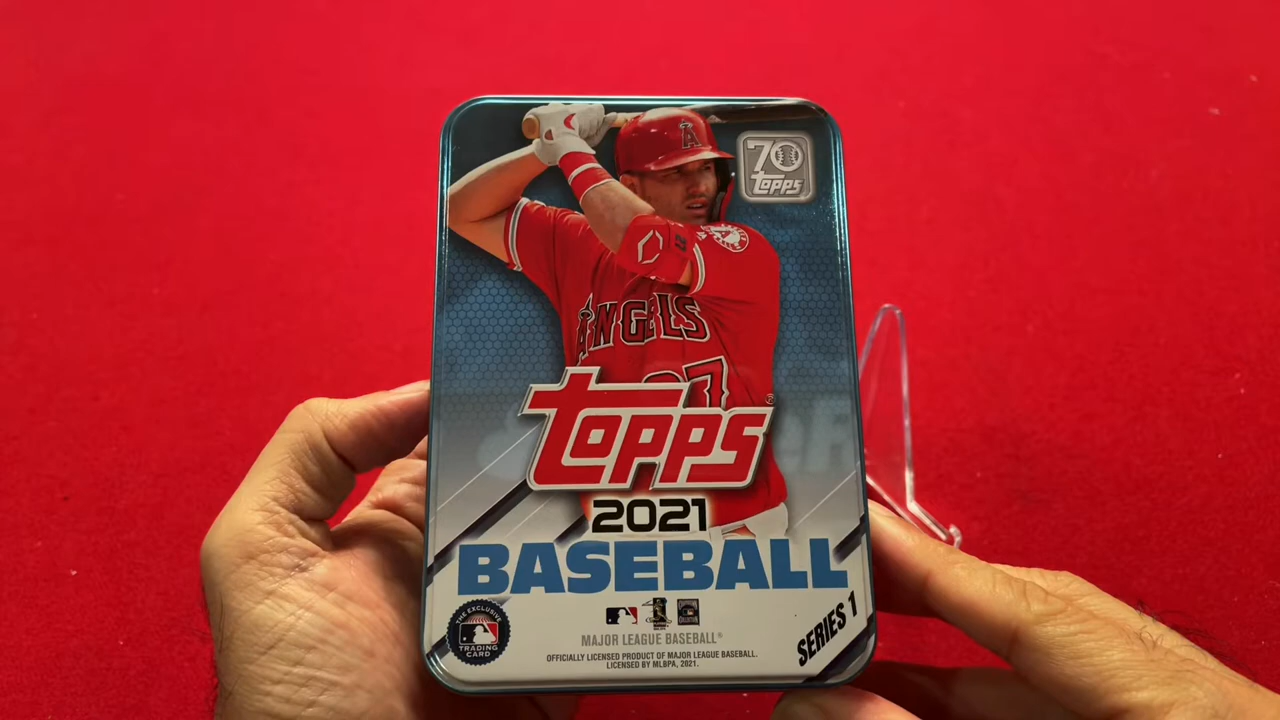 A
70
Topps
ANGELS
27
Topps®
2021
BASEBALL
SERIES 1
THE EXCLUSIVE
TRADING
CARD
MAJOR LEAGUE BASEBALL®
OFFICIALLY LICENSED PRODUCT OF MAJOR LEAGUE BASEBALL.
LICENSED BY MLBPA, 2021.